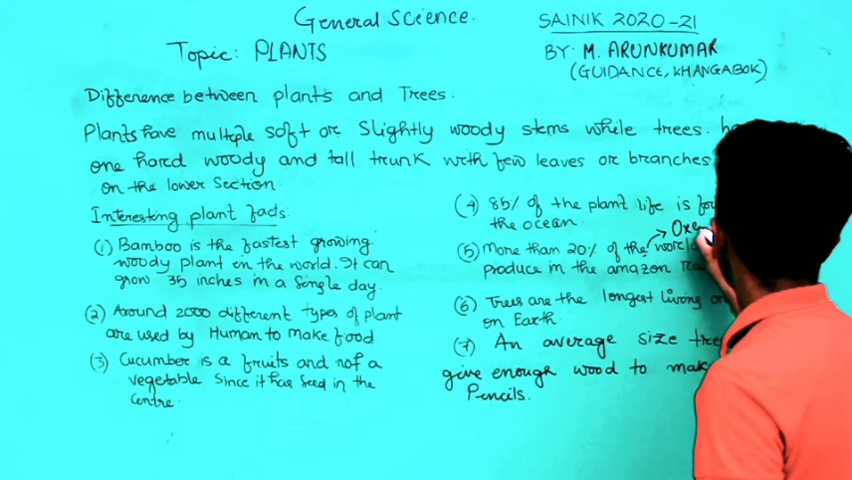 General Science.
SAINIK 2020-21
Topic: PLANTS
BY: M. ARUNKUMAR
(GUIDANCE, KHANGABOK)
Difference between plants and Trees.
Plants have multiple soft or Slightly woody stems while trees
one hard woody and tall trunk with few leaves or branches
on the lower Section.
Interesting plant facts:
(1) Bamboo is the fastest growing
woody plant on the world. It can
grow 35 inches in a single day.
(2) Around 2000 different types of plant
are used by Human to Make food
(3) Cucumber is a fruits and not a
vegetable Since it has Seed in the
centre.
(4) 85% of the plant life is
the ocean.
(5) More than 20% of the
produce in the amazon
(6) Trees are the longest living
on Earth.
(7) An average size
give enough wood to
Pencils.